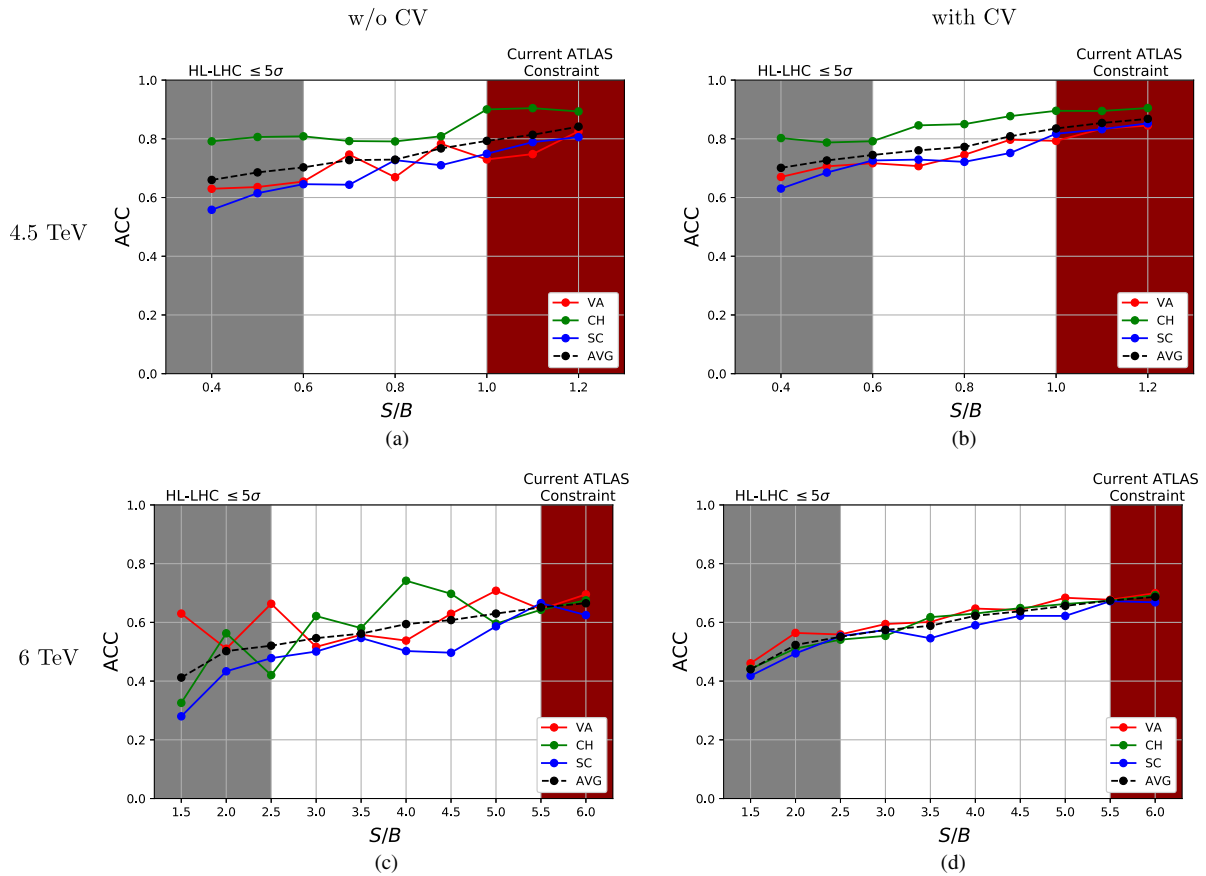 w/o CV
with CV
4.5 TeV
HL-LHC ≤ 5σ
Current ATLAS
Constraint
1.0
0.8
0.6
0.4
0.2
0.0
ACC
0.4 0.6 0.8 1.0 1.2
S/B
VA
CH
SC
AVG
(a)
HL-LHC ≤ 5σ
Current ATLAS
Constraint
1.0
0.8
0.6
0.4
0.2
0.0
ACC
0.4 0.6 0.8 1.0 1.2
S/B
VA
CH
SC
AVG
(b)
6 TeV
HL-LHC ≤ 5σ
Current ATLAS
Constraint
1.0
0.8
0.6
0.4
0.2
0.0
ACC
1.5 2.0 2.5 3.0 3.5 4.0 4.5 5.0 5.5 6.0
S/B
VA
CH
SC
AVG
(c)
HL-LHC ≤ 5σ
Current ATLAS
Constraint
1.0
0.8
0.6
0.4
0.2
0.0
ACC
1.5 2.0 2.5 3.0 3.5 4.0 4.5 5.0 5.5 6.0
S/B
VA
CH
SC
AVG
(d)